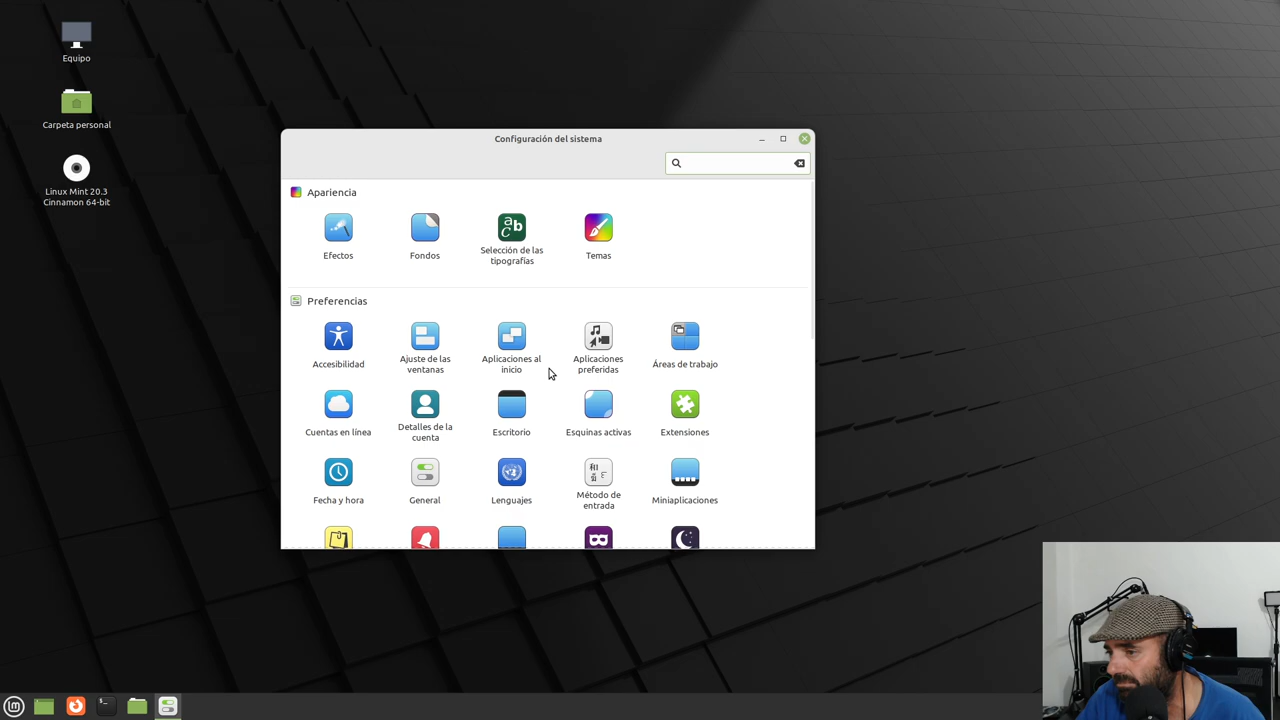 Equipo
Carpeta personal
Linux Mint 20.3
Cinnamon 64-bit
Configuración del sistema
Apariencia
Efectos
Fondos
Selección de las
tipografías
Temas
Preferencias
Accesibilidad
Ajuste de las
ventanas
Aplicaciones al
inicio
Aplicaciones
preferidas
Áreas de trabajo
Cuentas en línea
Detalles de la
cuenta
Escritorio
Esquinas activas
Extensiones
Fecha y hora
General
Lenguajes
Método de
entrada
Miniaplicaciones